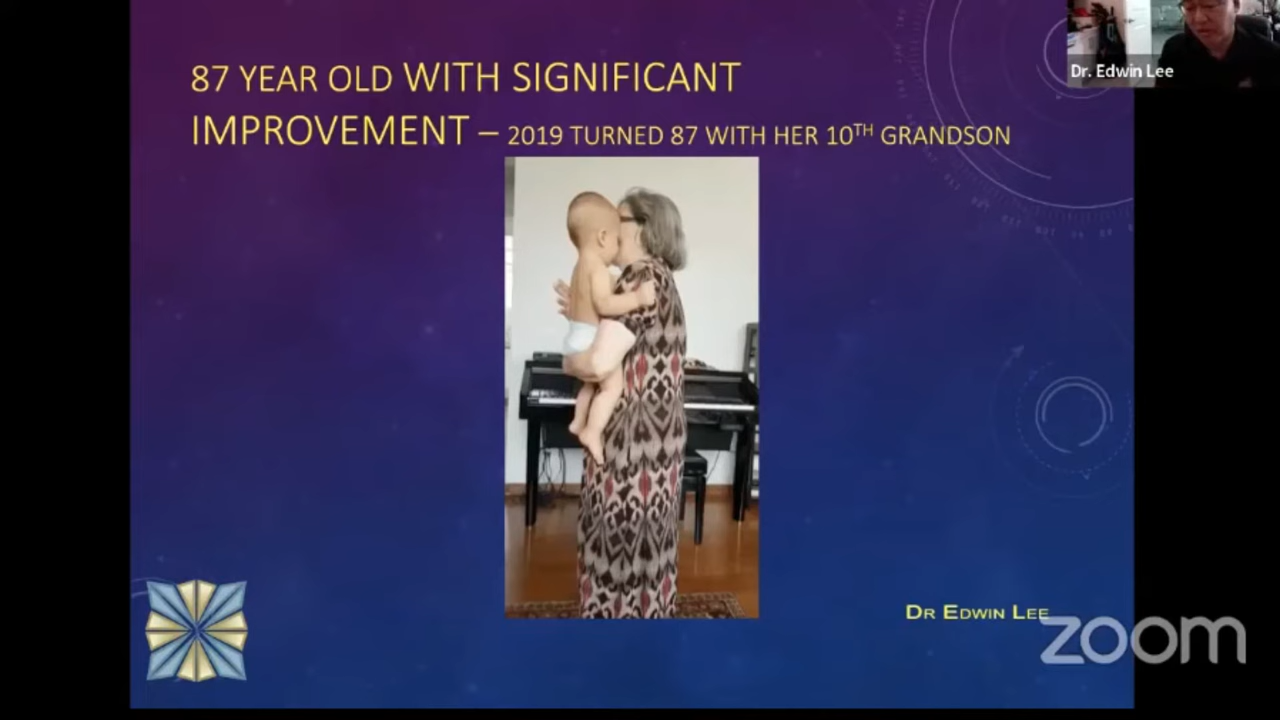 Dr. Edwin Lee
87 YEAR OLD WITH SIGNIFICANT
IMPROVEMENT – 2019 TURNED 87 WITH HER 10TH GRANDSON
DR EDWIN LEE
zoom